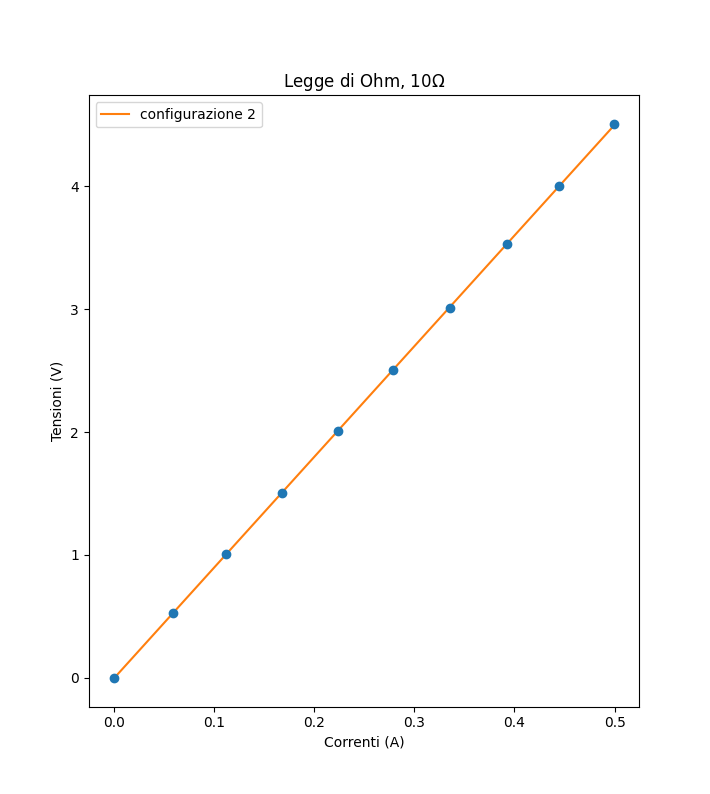 Legge di Ohm, 10Ω
configurazione 2
4
3
2
1
0
Tensioni (V)
0.0 0.1 0.2 0.3 0.4 0.5
Correnti (A)